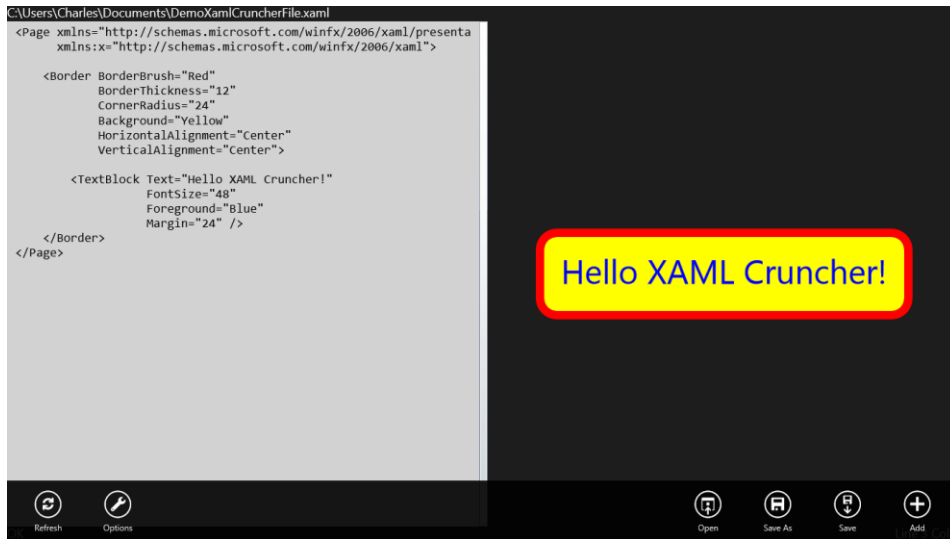 C:\Users\Charles\Documents\DemoXamlCruncherFile.xaml
<Page xmlns="http://schemas.microsoft.com/winfx/2006/xaml/presenta
      xmlns:x="http://schemas.microsoft.com/winfx/2006/xaml">
    <Border BorderBrush="Red"
            BorderThickness="12"
            CornerRadius="24"
            Background="Yellow"
            HorizontalAlignment="Center"
            VerticalAlignment="Center">
        <TextBlock Text="Hello XAML Cruncher!"
                   FontSize="48"
                   Foreground="Blue"
                   Margin="24" />
    </Border>
</Page>
Hello XAML Cruncher!
Refresh
Options
Open
Save As
Save
Add
OK